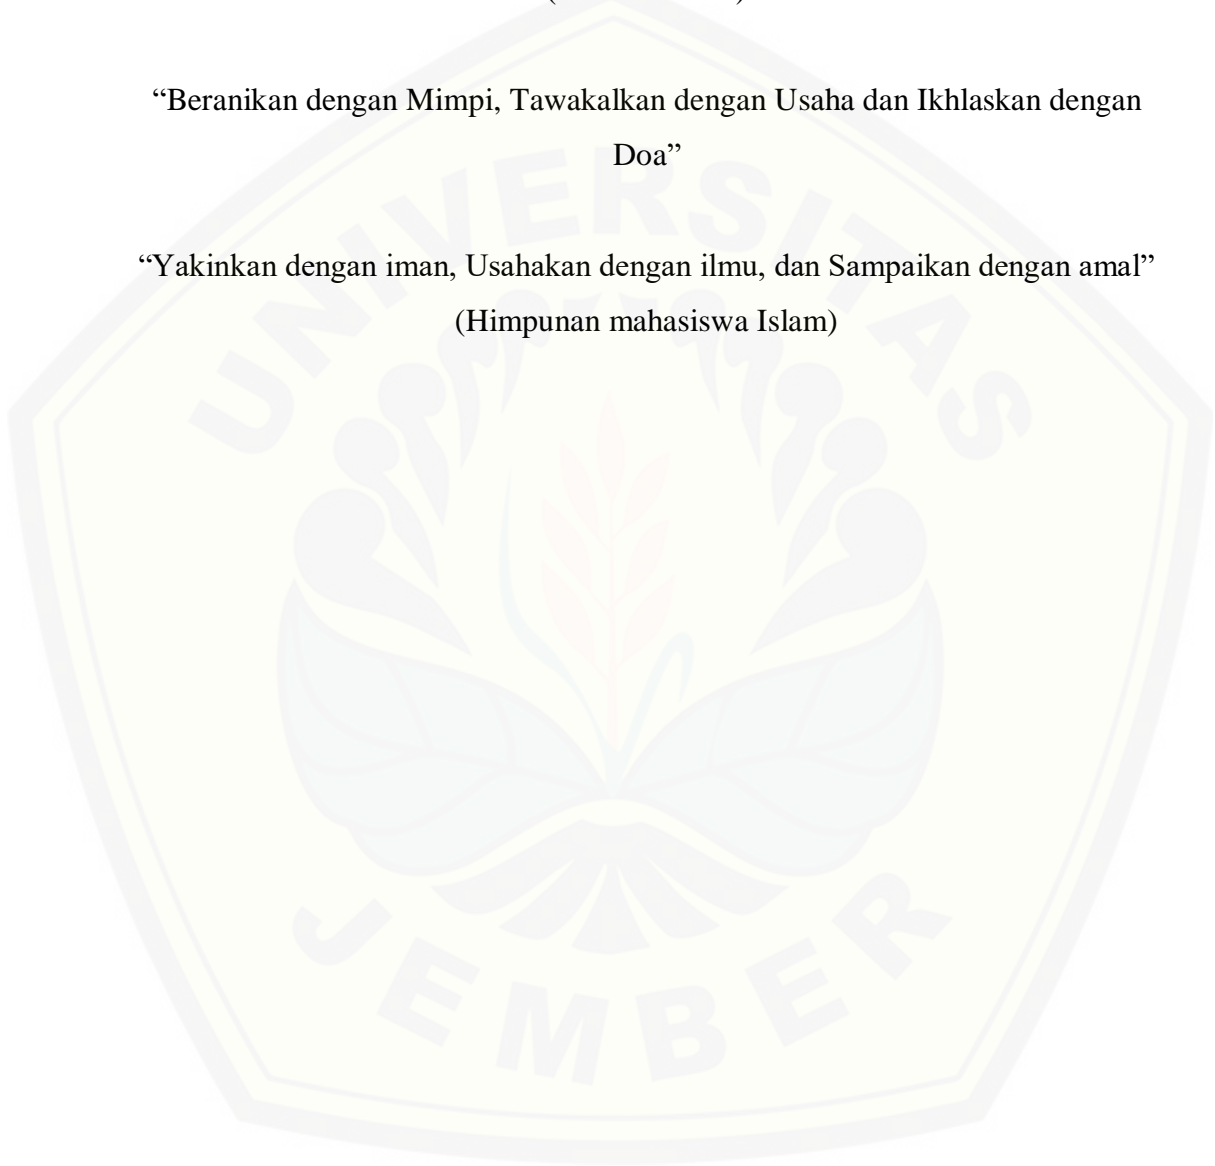 “Beranikan dengan Mimpi, Tawakalkan dengan Usaha dan Ikhlaskan dengan
Doa”
“Yakinkan dengan iman, Usahakan dengan ilmu, dan Sampaikan dengan amal”
(Himpunan mahasiswa Islam)
UNIVERSITAS
JEMBER